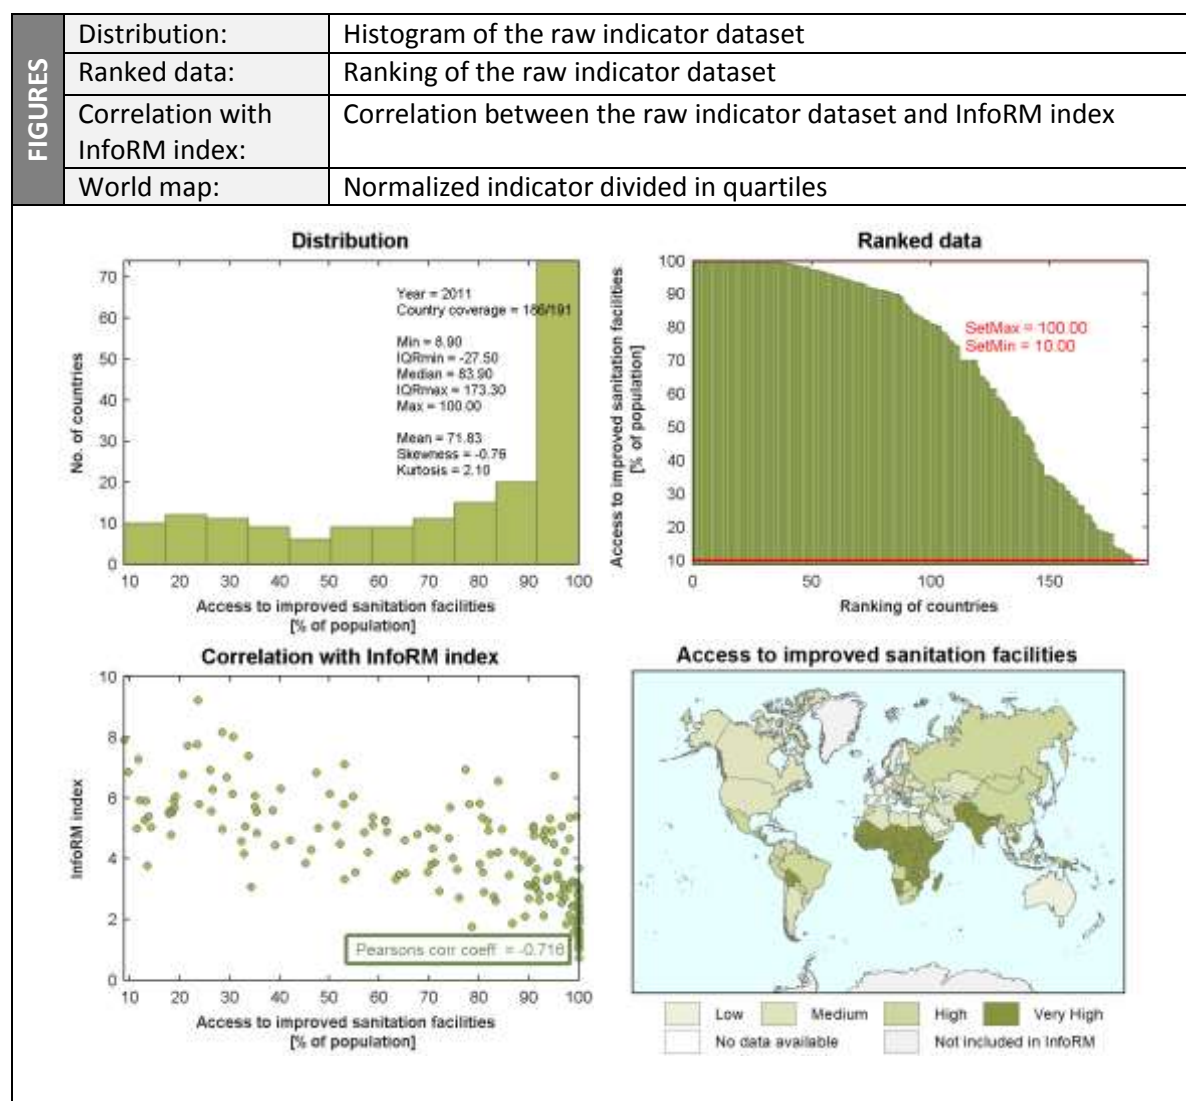 FIGURES
Distribution: Histogram of the raw indicator dataset
Ranked data: Ranking of the raw indicator dataset
Correlation with Correlation between the raw indicator dataset and InfoRM index
InfoRM index:
World map: Normalized indicator divided in quartiles
Distribution
70
60
50
40
30
20
10
0
No. of countries
Year = 2011
Country coverage = 186/191
Min = 8.90
IQRmin = -27.50
Median = 83.90
IQRmax = 173.30
Max = 100.00
Mean = 71.83
Skewness = -0.76
Kurtosis = 2.10
10 20 30 40 50 60 70 80 90 100
Access to improved sanitation facilities
[% of population]
Ranked data
100
90
80
70
60
50
40
30
20
10
Access to improved sanitation facilities
[% of population]
SetMax = 100.00
SetMin = 10.00
0 50 100 150
Ranking of countries
Correlation with InfoRM index
10
8
6
4
2
0
InfoRM index
Pearsons corr coeff = -0.716
10 20 30 40 50 60 70 80 90 100
Access to improved sanitation facilities
[% of population]
Access to improved sanitation facilities
Low Medium High Very High
No data available Not included in InfoRM